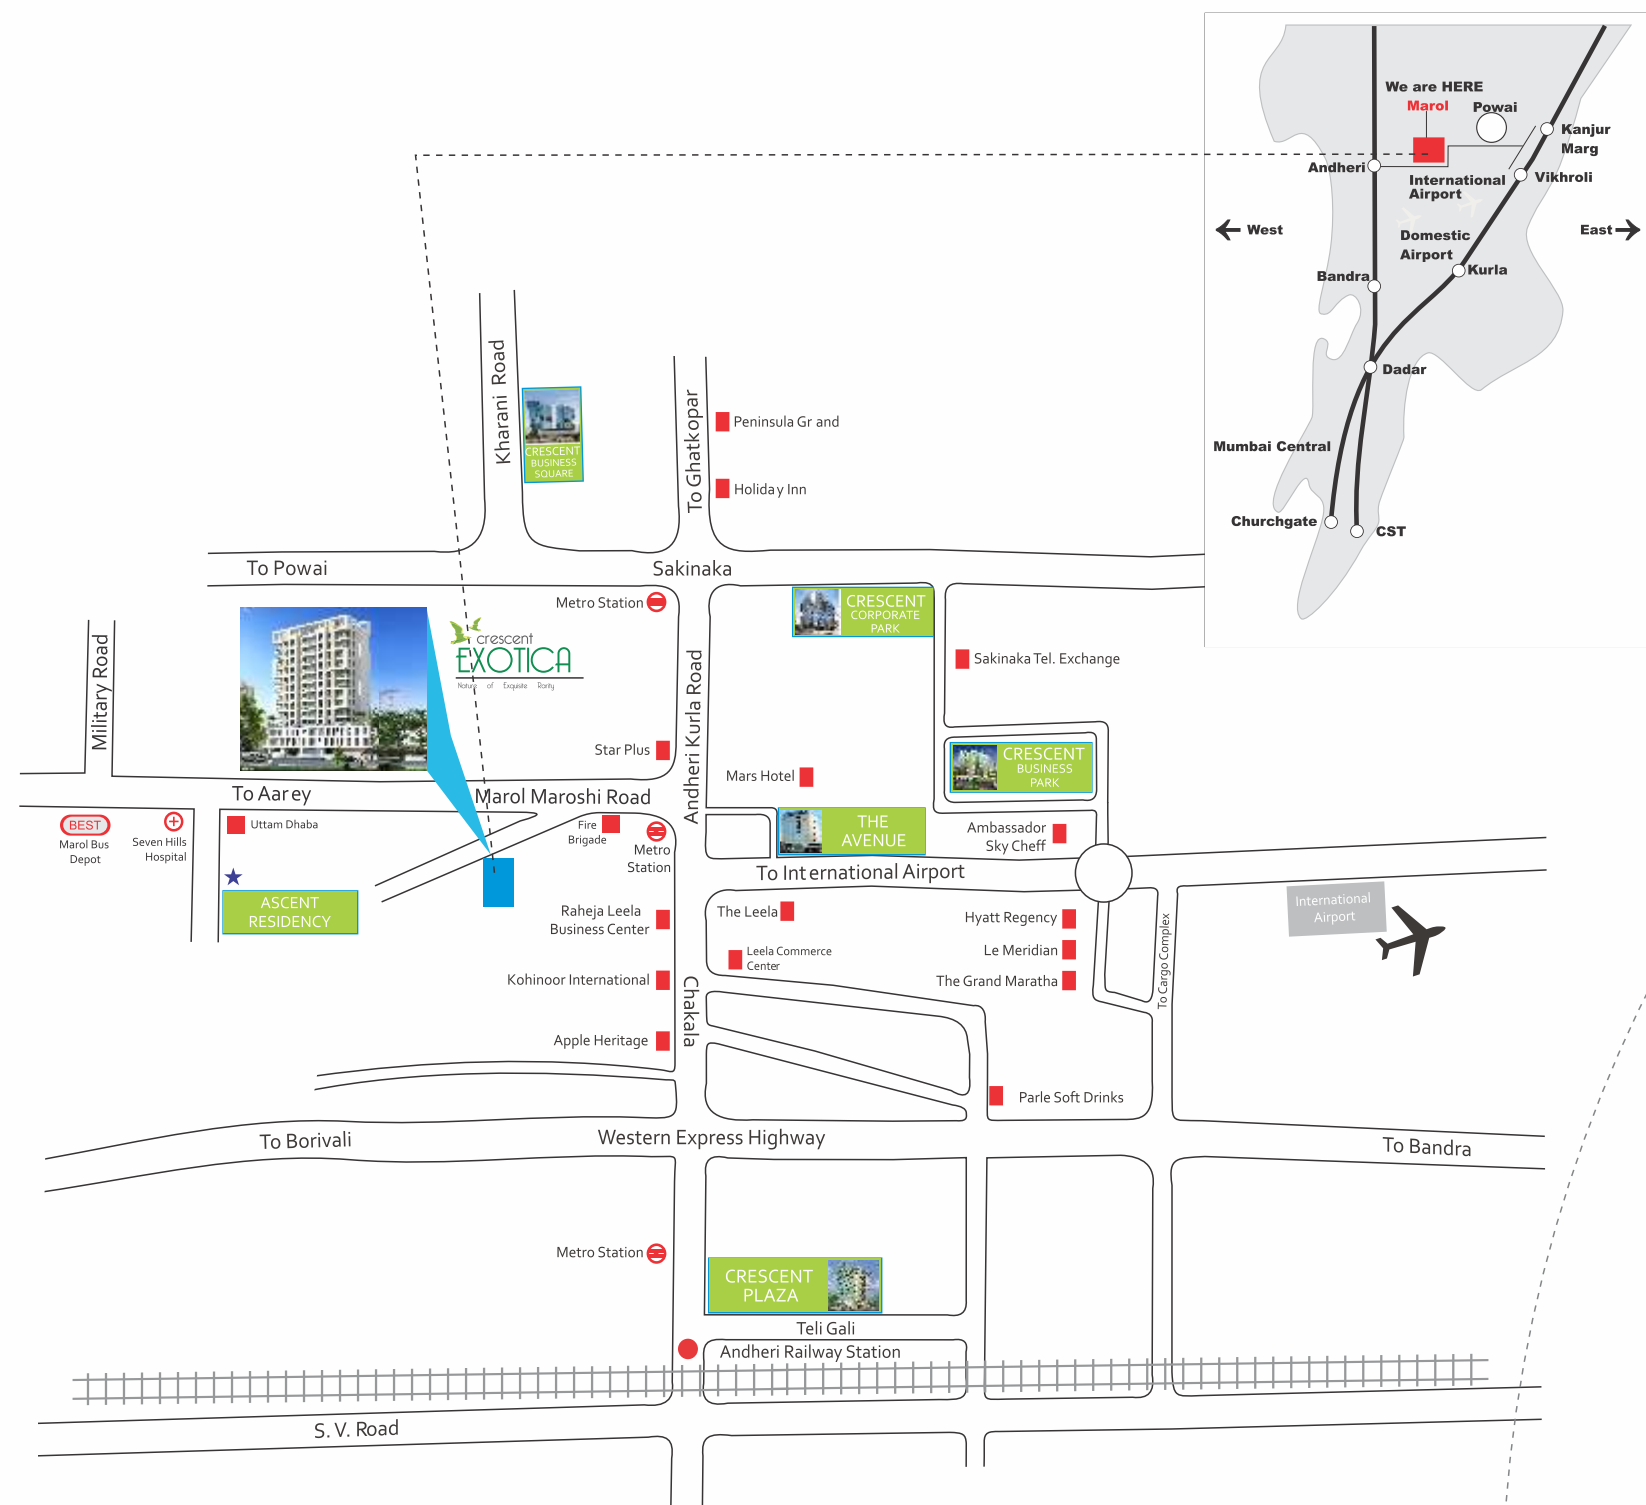 We are HERE
Marol
Powai
Kanjur
Marg
Andheri
International
Airport
Vikhroli
West
East
Domestic
Airport
Bandra
Kurla
Dadar
Mumbai Central
Churchgate
CST
Kharani Road
CRESCENT
BUSINESS
SQUARE
To Ghatkopar
Peninsula Gr and
Holiday Inn
To Powai
Sakinaka
Metro Station
CRESCENT
CORPORATE
PARK
crescent
EXOTICA
Nature of Exquisite Rarity
Military Road
Andheri Kurla Road
Sakinaka Tel. Exchange
Star Plus
Mars Hotel
CRESCENT
BUSINESS
PARK
To Aarey
Marol Maroshi Road
BEST
Marol Bus
Depot
Seven Hills
Hospital
Uttam Dhaba
Fire
Brigade
Metro
Station
THE
AVENUE
Ambassador
Sky Cheff
To International Airport
ASCENT
RESIDENCY
Raheja Leela
Business Center
The Leela
Hyatt Regency
International
Airport
Leela Commerce
Center
Le Meridian
Kohinoor International
The Grand Maratha
To Cargo Complex
Chakala
Apple Heritage
Parle Soft Drinks
To Borivali
Western Express Highway
To Bandra
Metro Station
CRESCENT
PLAZA
Teli Gali
Andheri Railway Station
S. V. Road